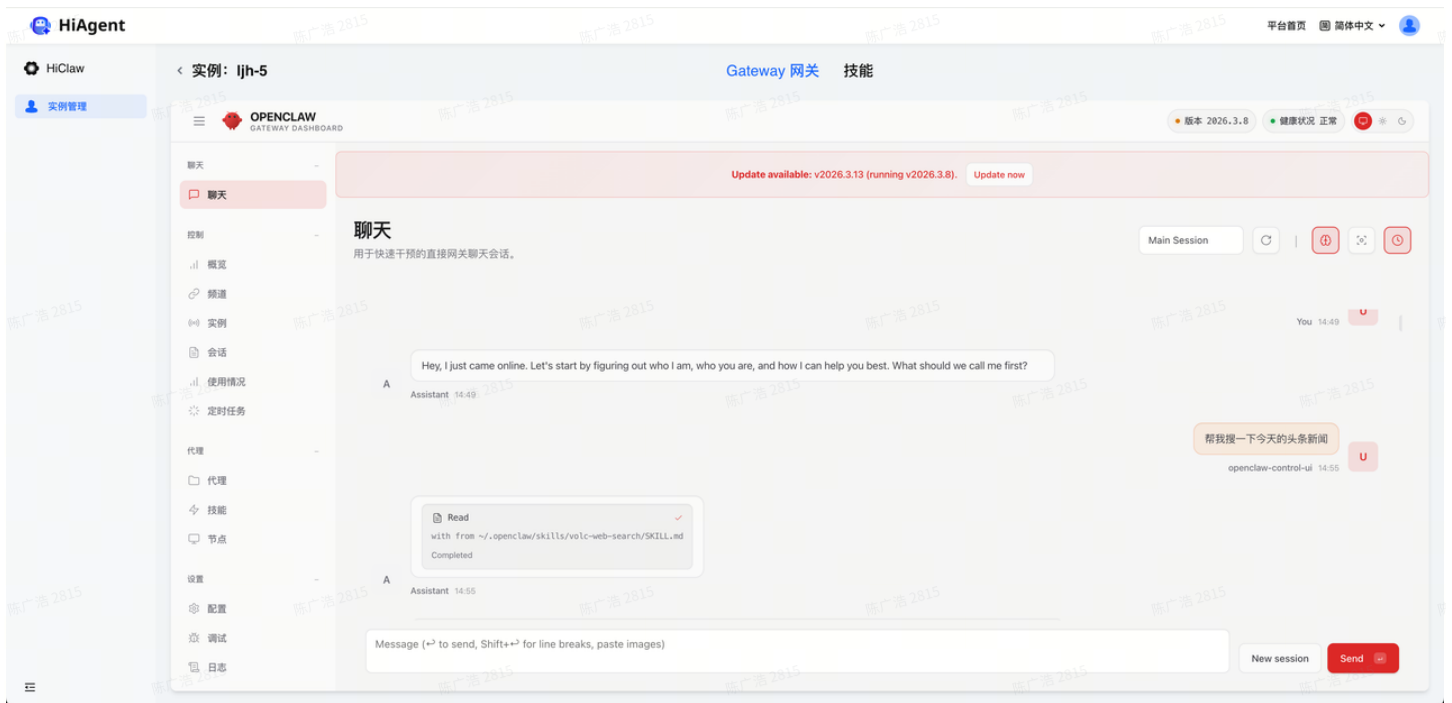 HiAgent
平台首页 简体中文
HiClaw
实例管理
实例：ljh-5
Gateway 网关 技能
OPENCLAW
GATEWAY DASHBOARD
版本 2026.3.8 健康状况 正常
聊天
聊天
控制
概览
频道
实例
会话
使用情况
定时任务
代理
代理
技能
节点
设置
配置
调试
日志
Update available: v2026.3.13 (running v2026.3.8). Update now
聊天
用于快速干预的直接网关聊天会话。
Main Session
You 14:49
U
Hey, I just came online. Let's start by figuring out who I am, who you are, and how I can help you best. What should we call me first?
A
Assistant 14:49
帮我搜一下今天的头条新闻
U
openclaw-control-ui 14:55
Read
with from ~/.openclaw/skills/volc-web-search/SKILL.md
Completed
A
Assistant 14:55
Message (↩ to send, Shift+↩ for line breaks, paste images)
New session Send
陈广浩 2815